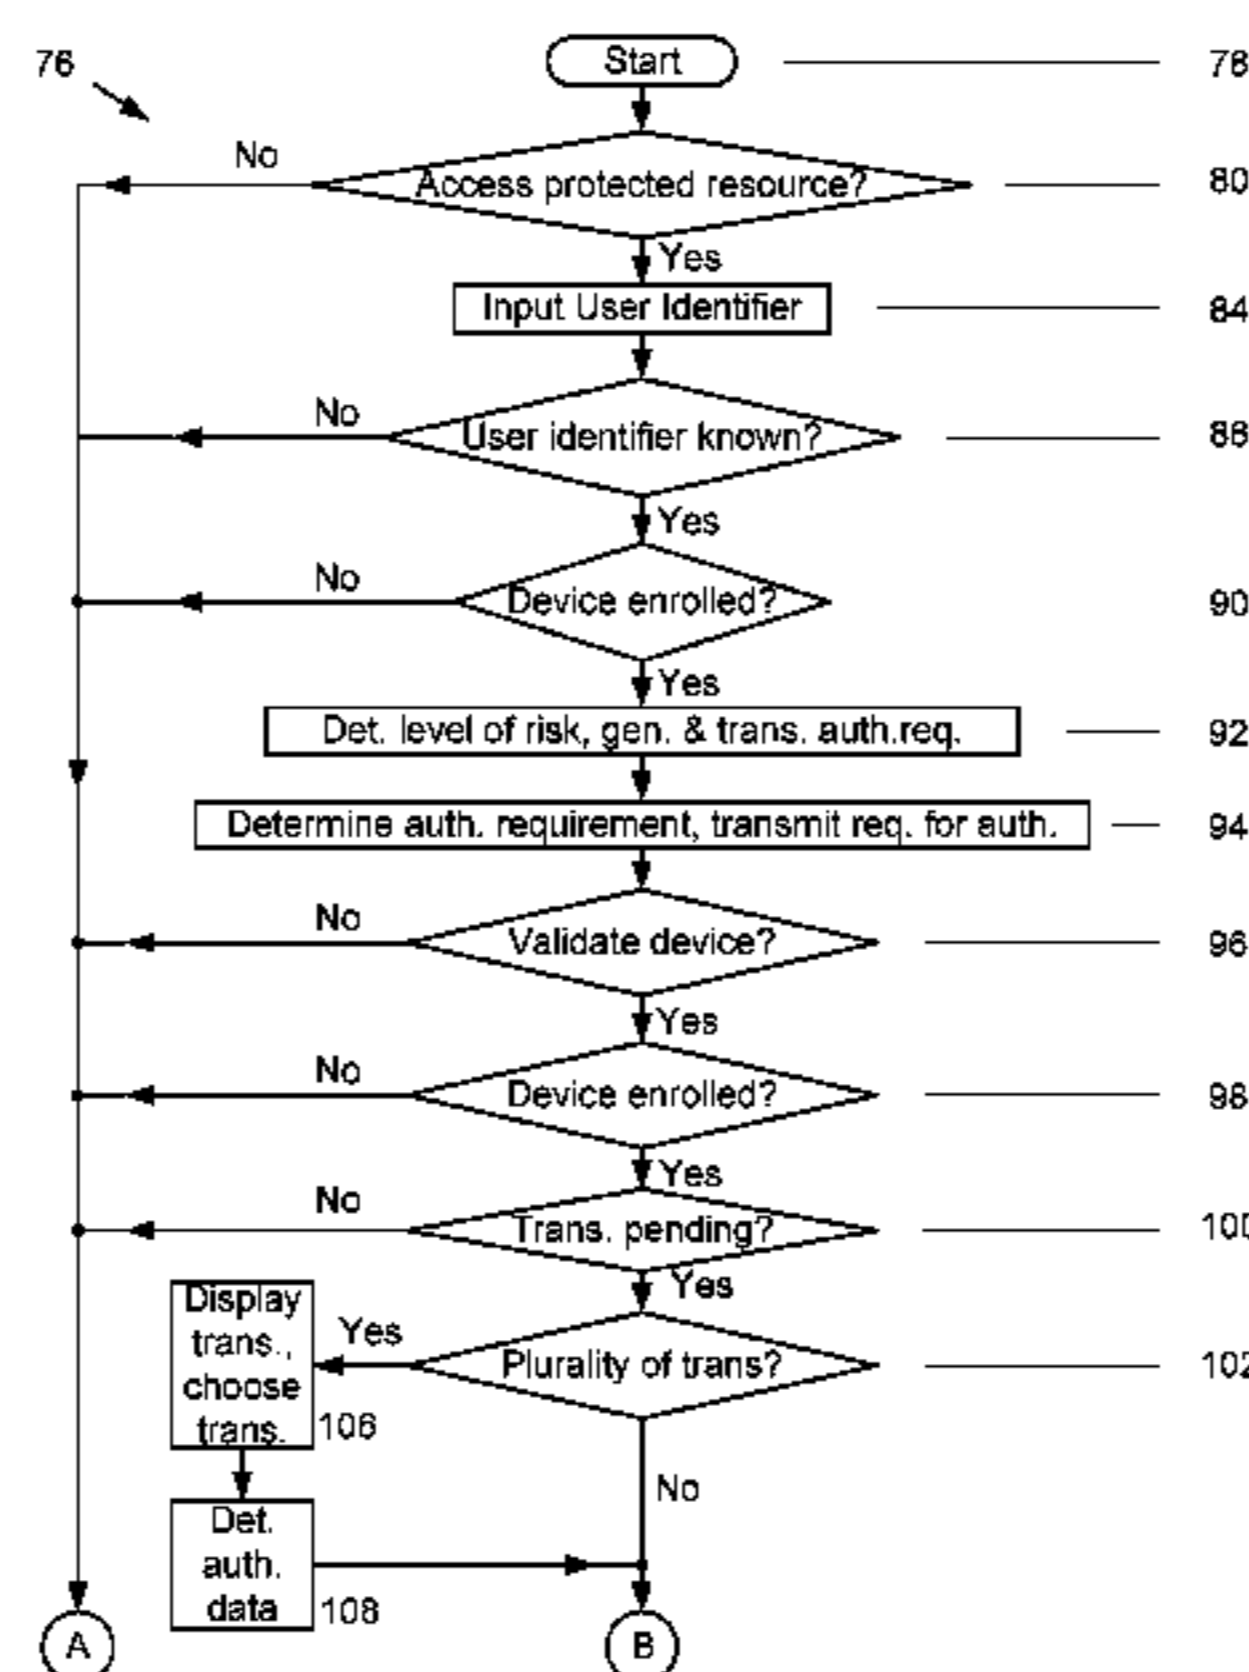 76
Start
78
No
Access protected resource?
80
Yes
Input User Identifier
84
No
User identifier known?
86
Yes
No
Device enrolled?
90
Yes
Det. level of risk, gen. & trans. auth.req.
92
Determine auth. requirement, transmit req. for auth.
94
No
Validate device?
96
Yes
No
Device enrolled?
98
Yes
No
Trans. pending?
100
Yes
Display
trans.,
choose
trans.
106
Yes
Plurality of trans?
102
No
Det.
auth.
data
108
A
B